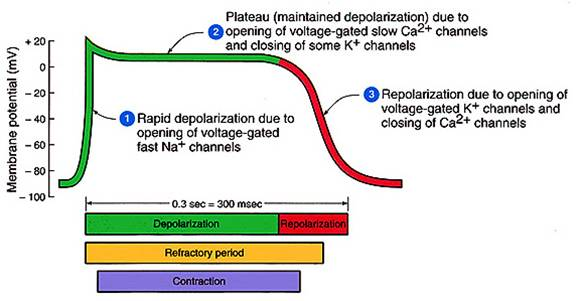 Plateau (maintained depolarization) due to
2 opening of voltage-gated slow Ca2+ channels
and closing of some K+ channels
+ 20
0
– 20
– 40
– 60
– 80
– 100
Membrane potential (mV)
1 Rapid depolarization due to
opening of voltage-gated
fast Na+ channels
3 Repolarization due to opening of
voltage-gated K+ channels and
closing of Ca2+ channels
0.3 sec = 300 msec
Depolarization
Repolarization
Refractory period
Contraction